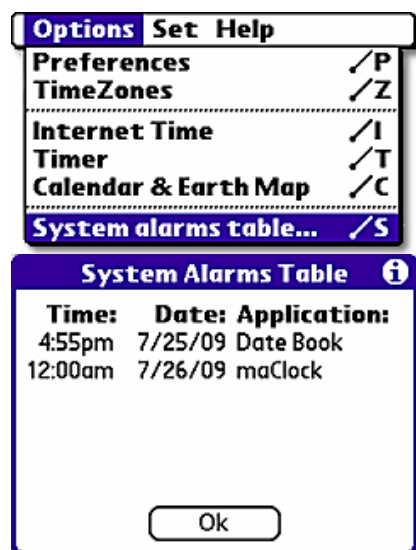 Options Set Help
Preferences /P
TimeZones /Z
Internet Time /I
Timer /T
Calendar & Earth Map /C
System alarms table... /S
System Alarms Table i
Time: Date: Application:
4:55pm 7/25/09 Date Book
12:00am 7/26/09 maClock
Ok